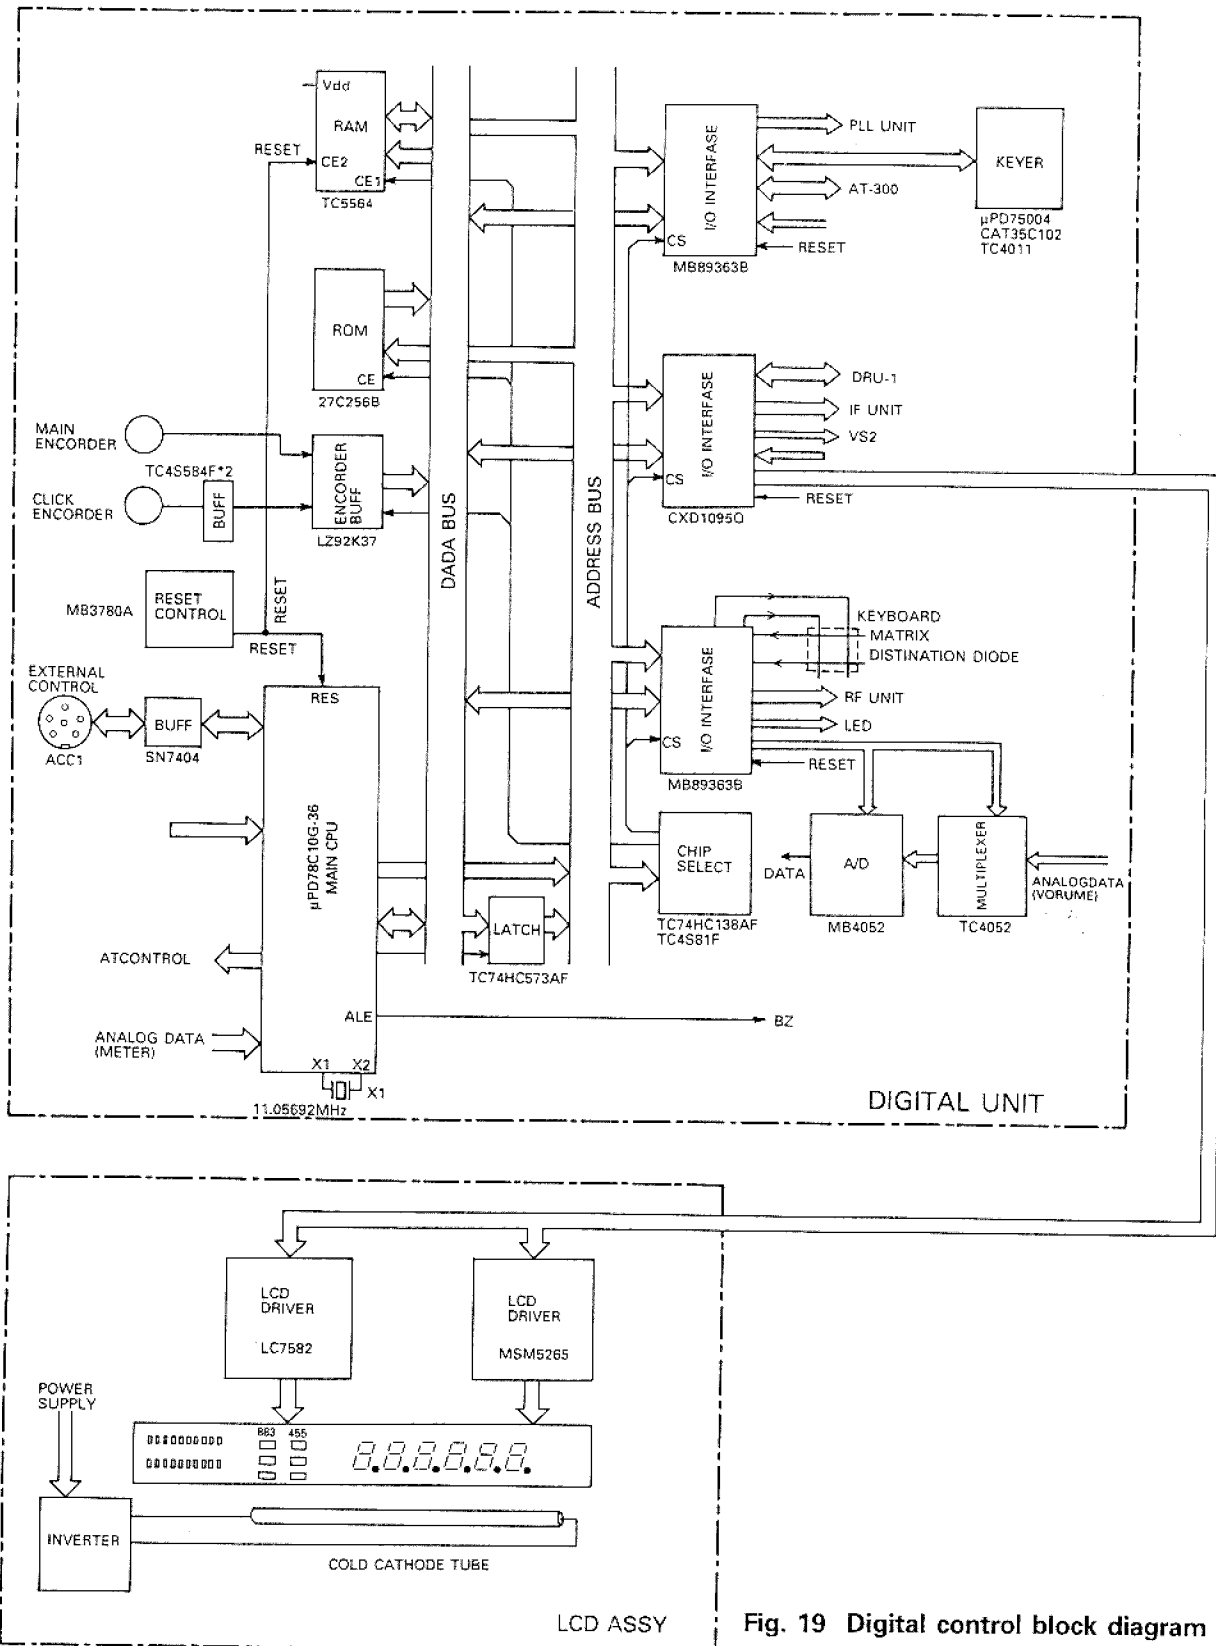 Vdd
RAM
RESET
CE2
CE1
TC5564
ROM
CE
27C256B
MAIN
ENCORDER
TC4S584F*2
CLICK
ENCORDER
BUFF
ENCORDER
BUFF
LZ92K37
MB3780A
RESET
CONTROL
RESET
RESET
EXTERNAL
CONTROL
ACC1
BUFF
SN7404
RES
µPD78C10G-36
MAIN CPU
ATCONTROL
ANALOG DATA
(METER)
ALE
X1 X2
X1
11.05692MHz
DADA BUS
ADDRESS BUS
LATCH
TC74HC573AF
BZ
I/O INTERFASE
CS
MB89363B
PLL UNIT
AT-300
RESET
KEYER
µPD75004
CAT35C102
TC4011
I/O INTERFASE
CS
CXD1095Q
DRU-1
IF UNIT
VS2
RESET
I/O INTERFASE
CS
MB89363B
KEYBOARD
MATRIX
DISTINATION DIODE
RF UNIT
LED
RESET
CHIP
SELECT
TC74HC138AF
TC4S81F
DATA
A/D
MB4052
MULTIPLEXER
TC4052
ANALOGDATA
(VORUME)
DIGITAL UNIT
LCD
DRIVER
LC7582
LCD
DRIVER
MSM5265
POWER
SUPPLY
883 455
8.8.8.8.8.8.
INVERTER
COLD CATHODE TUBE
LCD ASSY
Fig. 19 Digital control block diagram